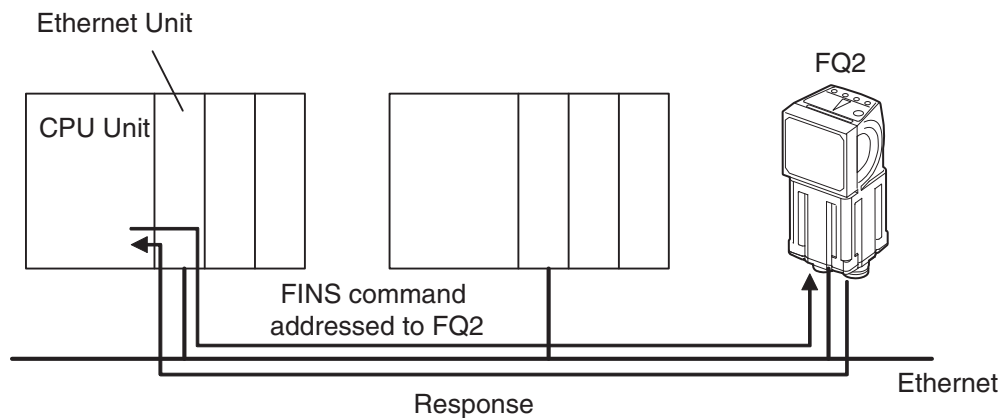 Ethernet Unit
FQ2
CPU Unit
FINS command
addressed to FQ2
Ethernet
Response